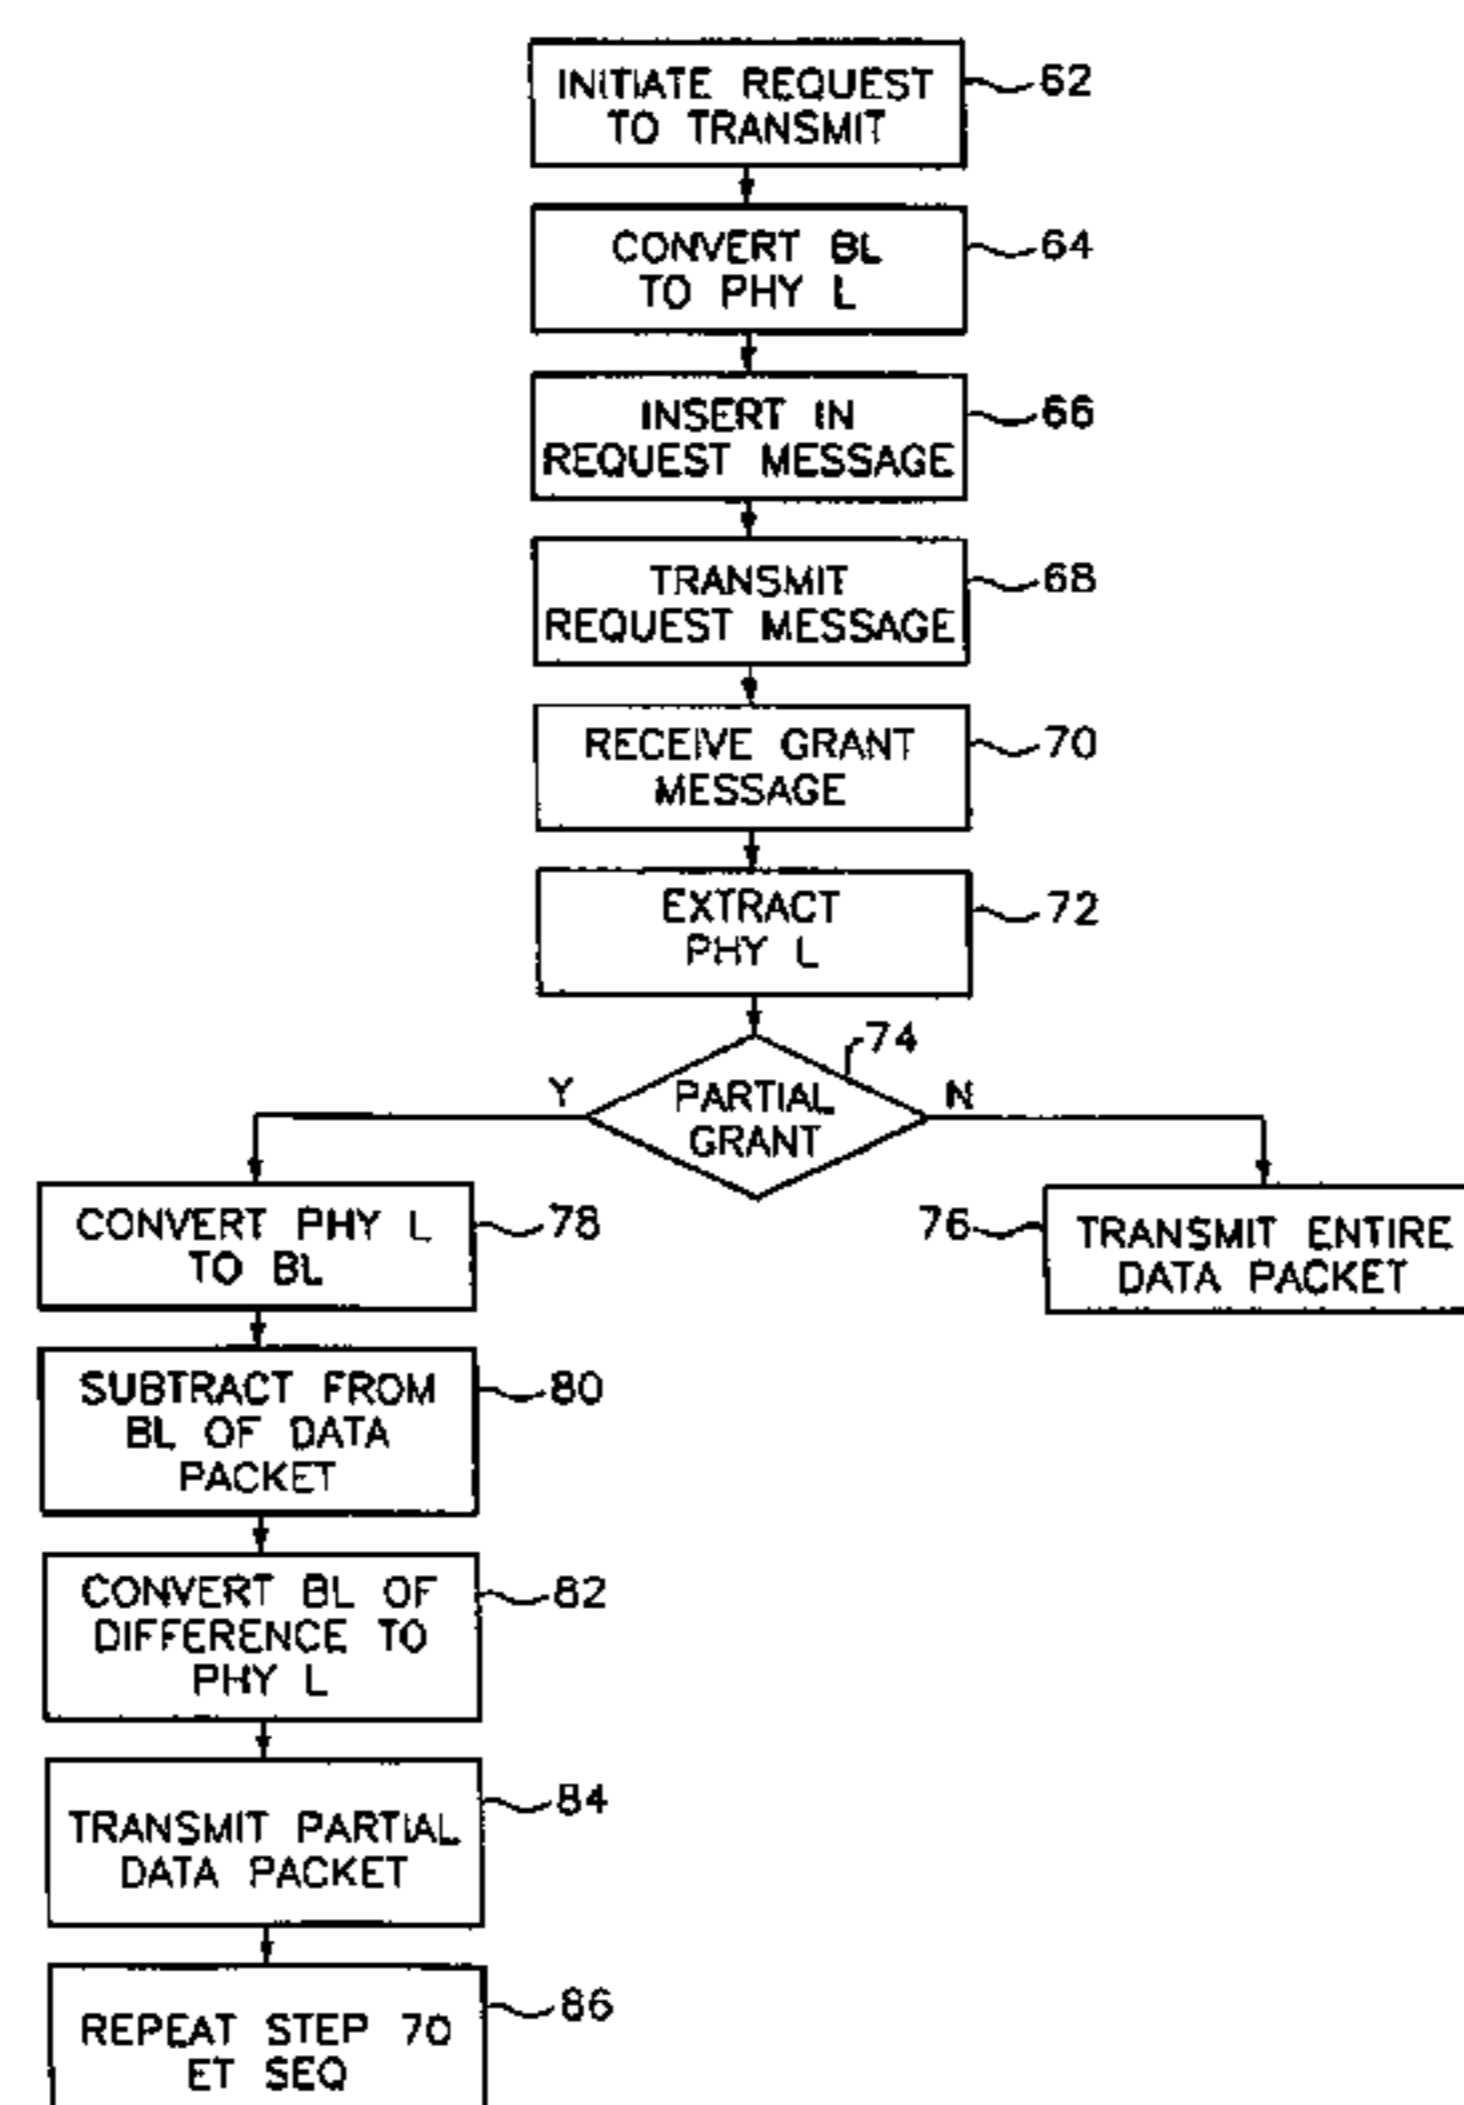 INITIATE REQUEST
TO TRANSMIT
62
CONVERT BL
TO PHY L
64
INSERT IN
REQUEST MESSAGE
66
TRANSMIT
REQUEST MESSAGE
68
RECEIVE GRANT
MESSAGE
70
EXTRACT
PHY L
72
74
Y
PARTIAL
GRANT
N
CONVERT PHY L
TO BL
78
76
TRANSMIT ENTIRE
DATA PACKET
SUBTRACT FROM
BL OF DATA
PACKET
80
CONVERT BL OF
DIFFERENCE TO
PHY L
82
TRANSMIT PARTIAL
DATA PACKET
84
REPEAT STEP 70
ET SEQ
86